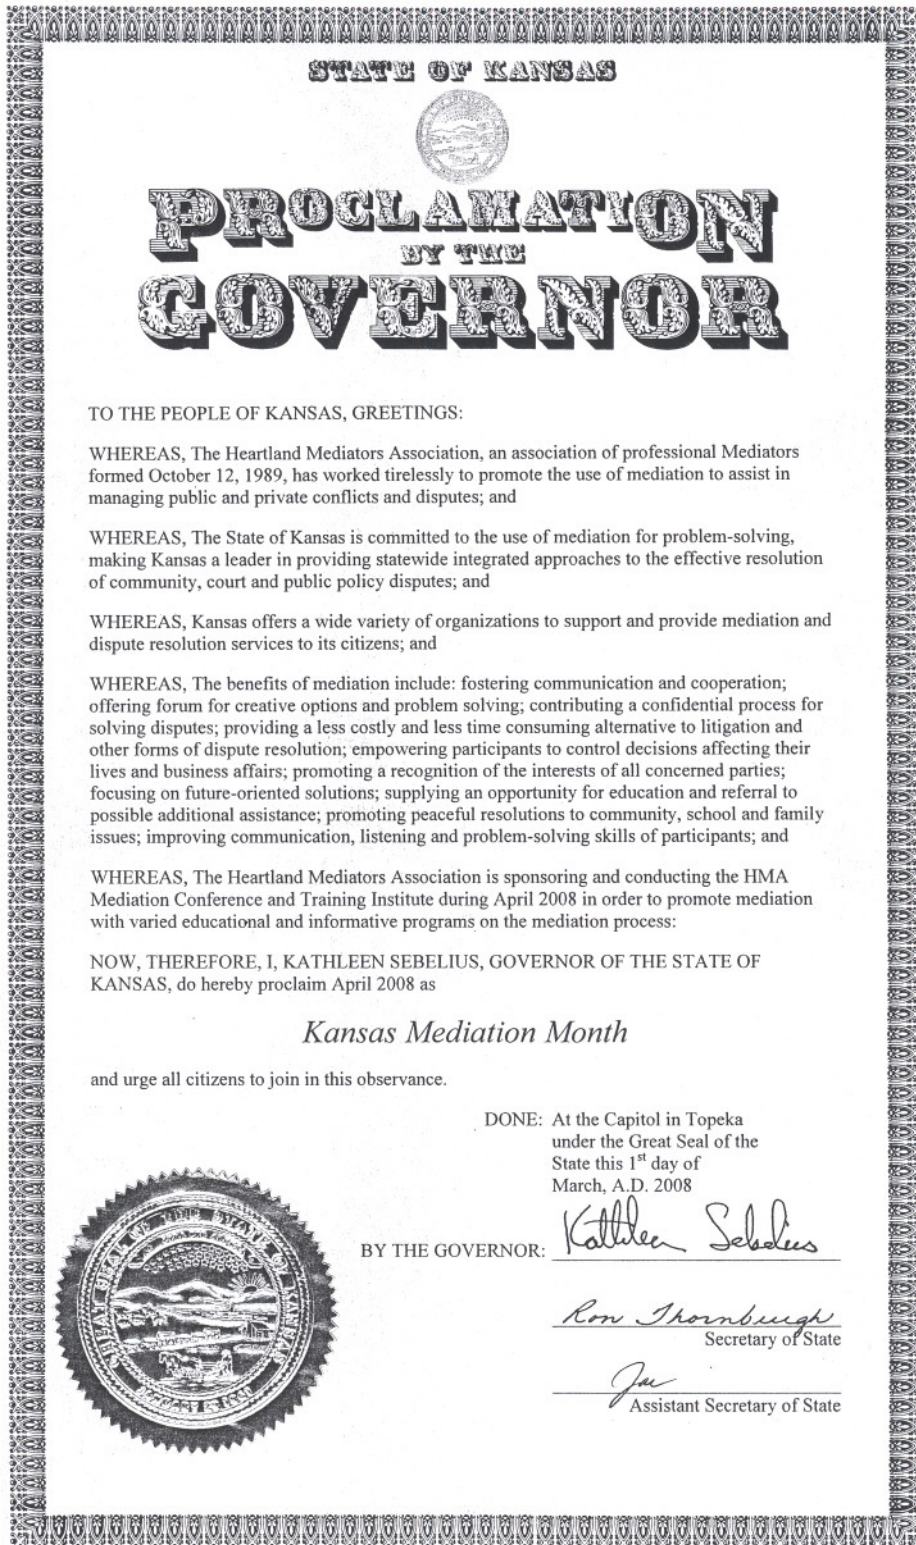 STATE OF KANSAS
PROCLAMATION
BY THE
GOVERNOR
TO THE PEOPLE OF KANSAS, GREETINGS:
WHEREAS, The Heartland Mediators Association, an association of professional Mediators
formed October 12, 1989, has worked tirelessly to promote the use of mediation to assist in
managing public and private conflicts and disputes; and
WHEREAS, The State of Kansas is committed to the use of mediation for problem-solving,
making Kansas a leader in providing statewide integrated approaches to the effective resolution
of community, court and public policy disputes; and
WHEREAS, Kansas offers a wide variety of organizations to support and provide mediation and
dispute resolution services to its citizens; and
WHEREAS, The benefits of mediation include: fostering communication and cooperation;
offering forum for creative options and problem solving; contributing a confidential process for
solving disputes; providing a less costly and less time consuming alternative to litigation and
other forms of dispute resolution; empowering participants to control decisions affecting their
lives and business affairs; promoting a recognition of the interests of all concerned parties;
focusing on future-oriented solutions; supplying an opportunity for education and referral to
possible additional assistance; promoting peaceful resolutions to community, school and family
issues; improving communication, listening and problem-solving skills of participants; and
WHEREAS, The Heartland Mediators Association is sponsoring and conducting the HMA
Mediation Conference and Training Institute during April 2008 in order to promote mediation
with varied educational and informative programs on the mediation process:
NOW, THEREFORE, I, KATHLEEN SEBELIUS, GOVERNOR OF THE STATE OF
KANSAS, do hereby proclaim April 2008 as
Kansas Mediation Month
and urge all citizens to join in this observance.
DONE: At the Capitol in Topeka
under the Great Seal of the
State this 1st day of
March, A.D. 2008
BY THE GOVERNOR: Kathleen Sebelius
Ron Thornburgh
Secretary of State
Assistant Secretary of State
GREAT SEAL OF THE STATE OF KANSAS